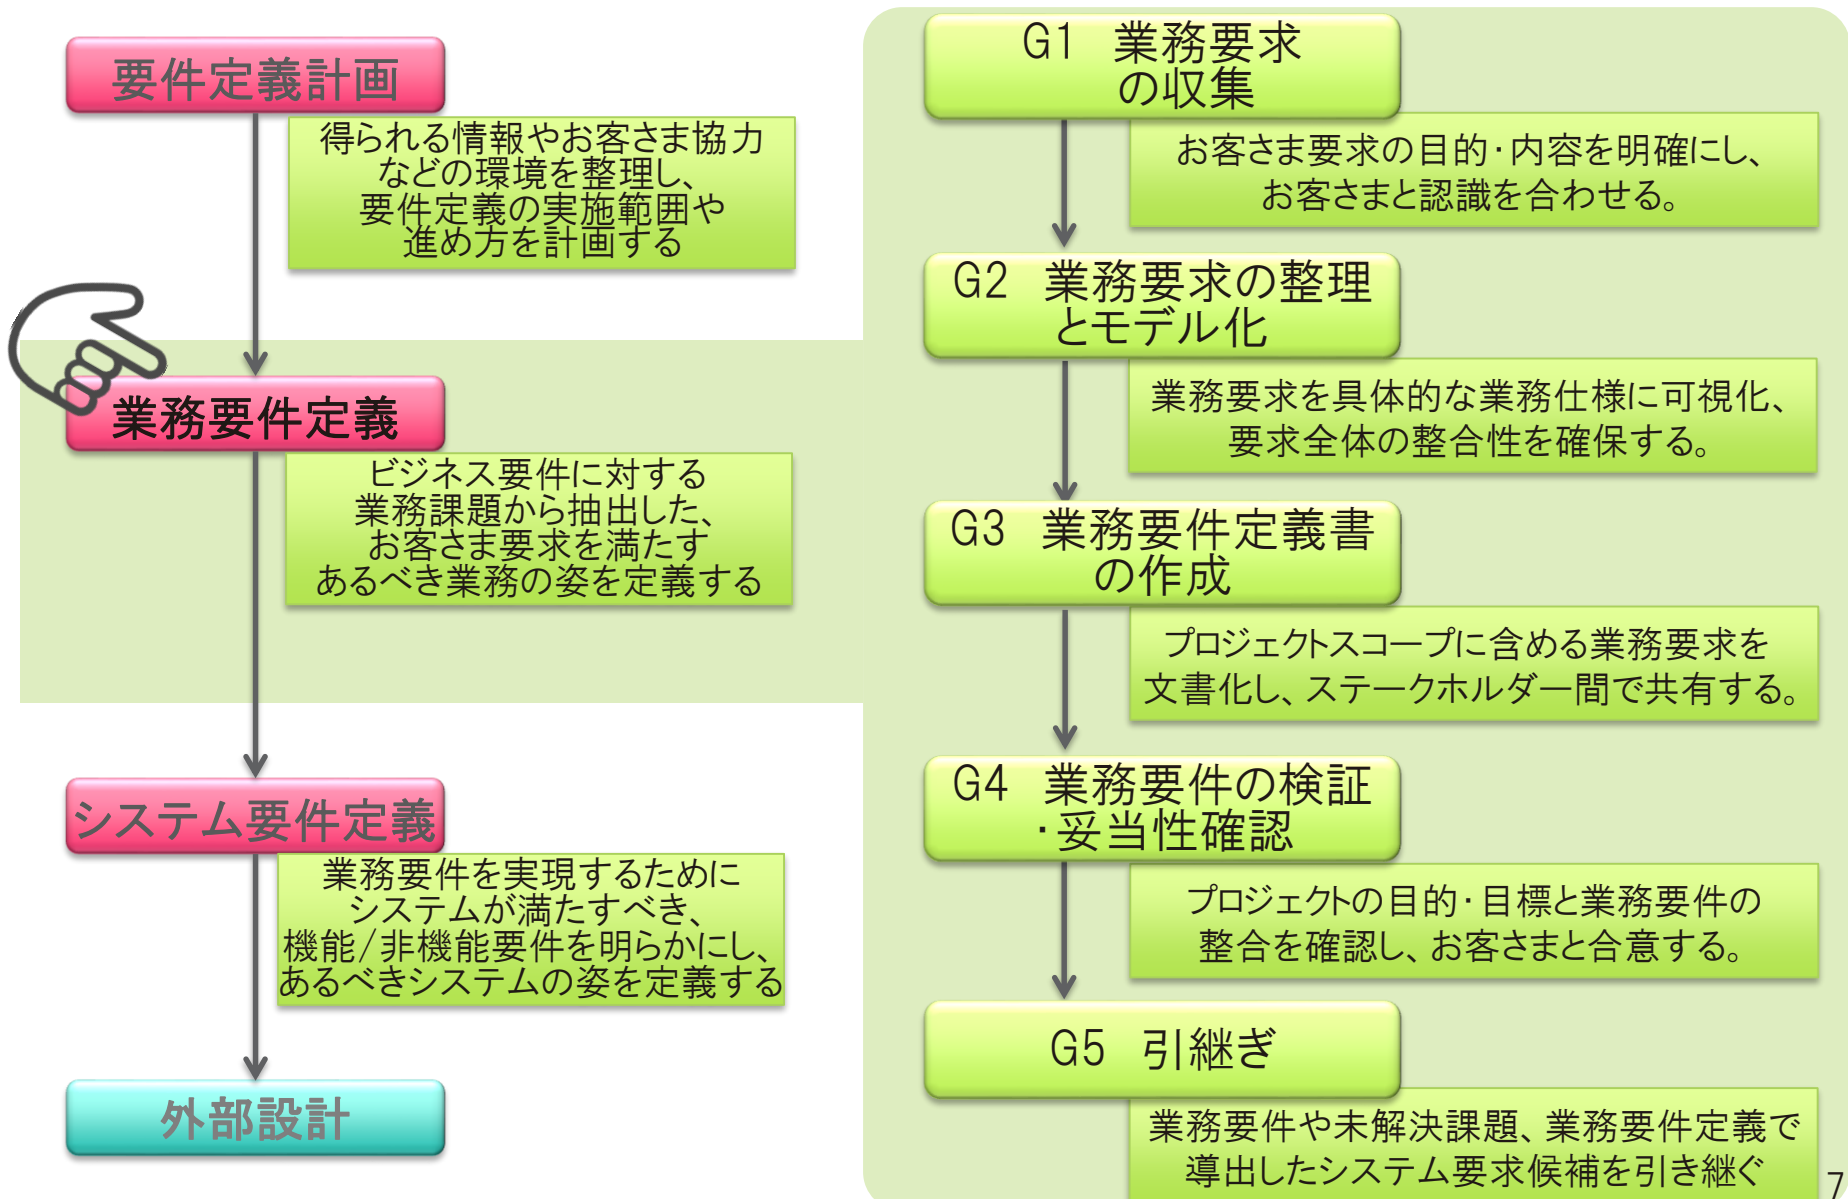 要件定義計画
得られる情報やお客さま協力
などの環境を整理し、
要件定義の実施範囲や
進め方を計画する
業務要件定義
ビジネス要件に対する
業務課題から抽出した、
お客さま要求を満たす
あるべき業務の姿を定義する
システム要件定義
業務要件を実現するために
システムが満たすべき、
機能/非機能要件を明らかにし、
あるべきシステムの姿を定義する
外部設計
G1 業務要求
の収集
お客さま要求の目的・内容を明確にし、
お客さまと認識を合わせる。
G2 業務要求の整理
とモデル化
業務要求を具体的な業務仕様に可視化、
要求全体の整合性を確保する。
G3 業務要件定義書
の作成
プロジェクトスコープに含める業務要求を
文書化し、ステークホルダー間で共有する。
G4 業務要件の検証
・妥当性確認
プロジェクトの目的・目標と業務要件の
整合を確認し、お客さまと合意する。
G5 引継ぎ
業務要件や未解決課題、業務要件定義で
導出したシステム要求候補を引き継ぐ
7